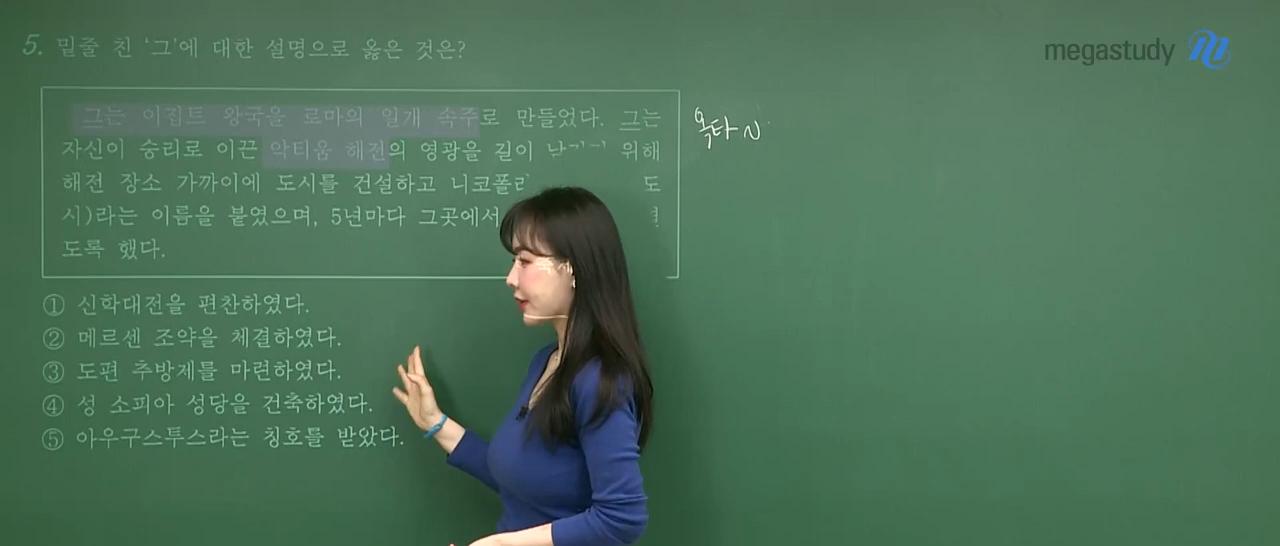 5. 밑줄 친 '그'에 대한 설명으로 옳은 것은?
megastudy
그는 이집트 왕국을 로마의 일개 속주로 만들었다. 그는
옥타
자신이 승리로 이끈 악티움 해전의 영광을 길이 위해
해전 장소 가까이에 도시를 건설하고 도
시)라는 이름을 붙였으며, 5년마다 그곳에서
도록 했다.
① 신학대전을 편찬하였다.
② 메르센 조약을 체결하였다.
③ 도편 추방제를 마련하였다.
④ 성 소피아 성당을 건축하였다.
⑤ 아우구스투스라는 칭호를 받았다.